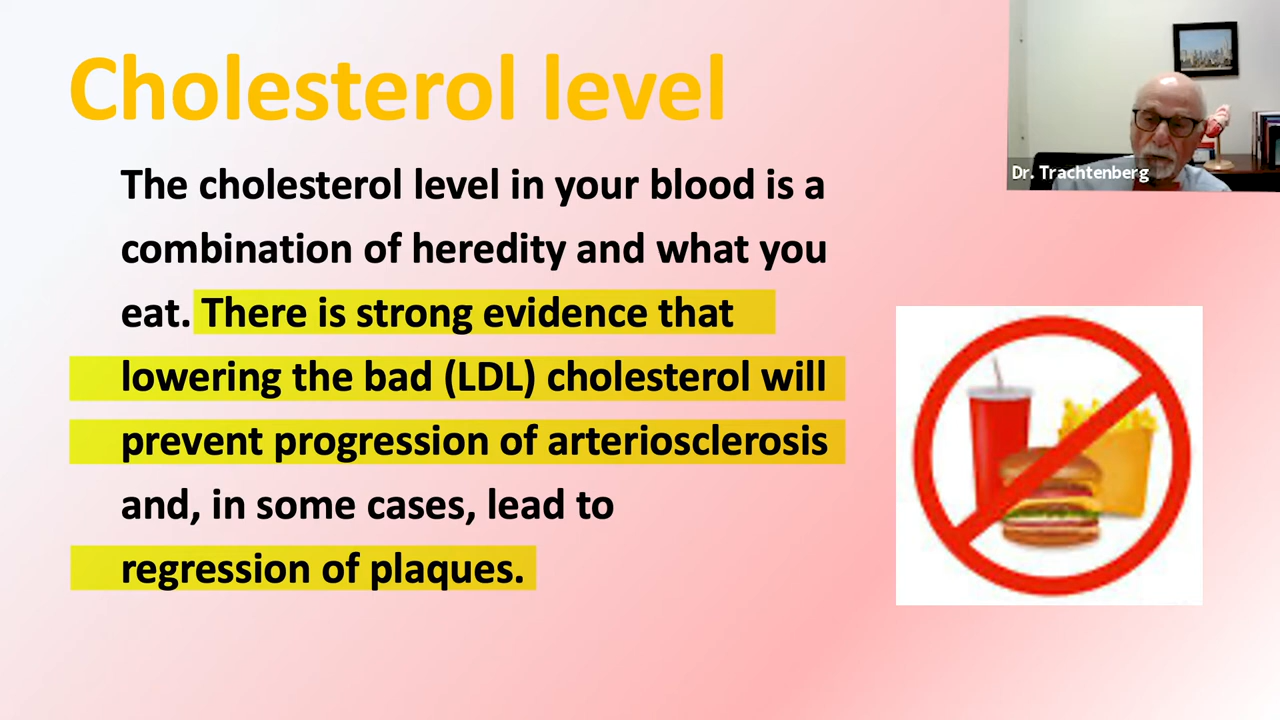 Cholesterol level
The cholesterol level in your blood is a
combination of heredity and what you
eat. There is strong evidence that
lowering the bad (LDL) cholesterol will
prevent progression of arteriosclerosis
and, in some cases, lead to
regression of plaques.
Dr. Trachtenberg